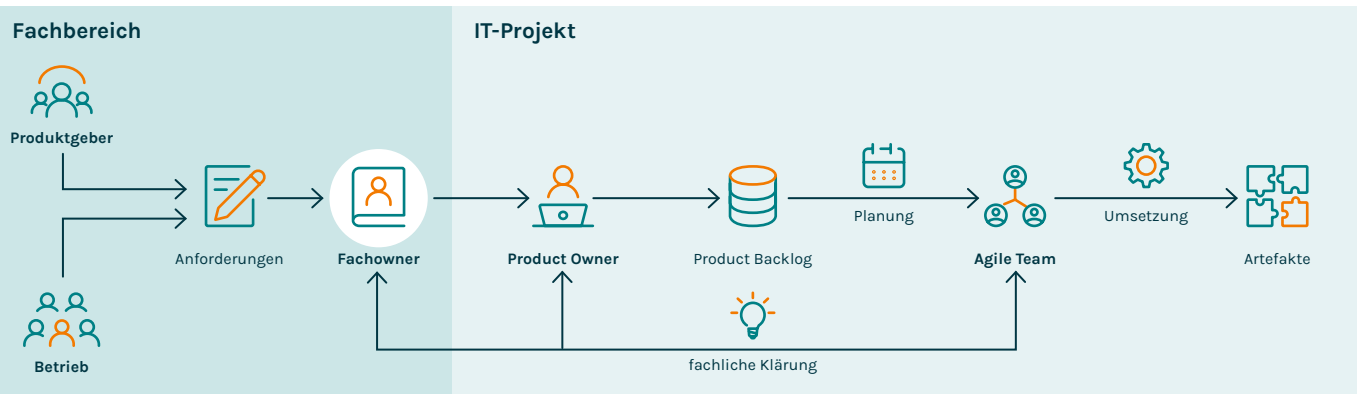 Fachbereich
IT-Projekt
Produktgeber
Planung
Umsetzung
Anforderungen
Fachowner
Product Owner
Product Backlog
Agile Team
Artefakte
Betrieb
fachliche Klärung